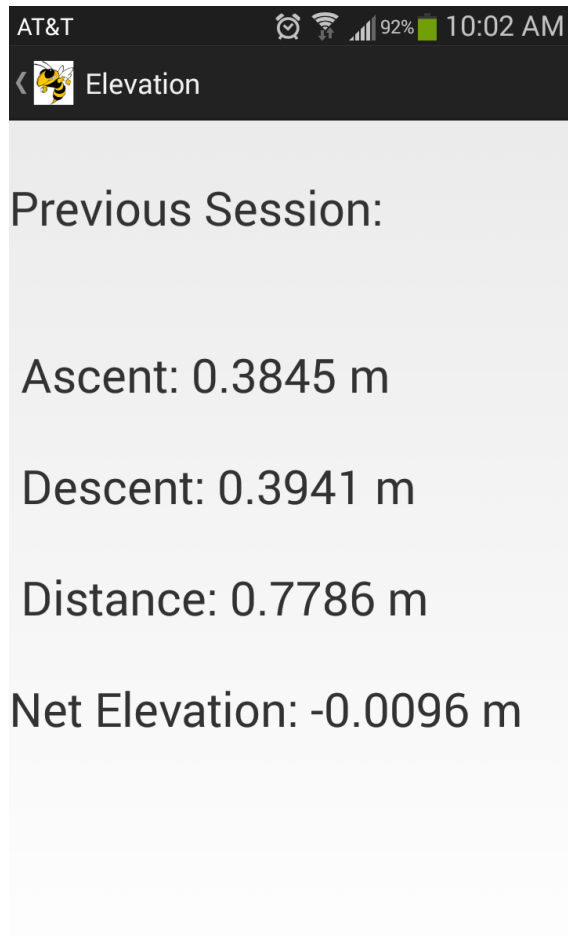 AT&T 92% 10:02 AM
Elevation
Previous Session:
Ascent: 0.3845 m
Descent: 0.3941 m
Distance: 0.7786 m
Net Elevation: -0.0096 m